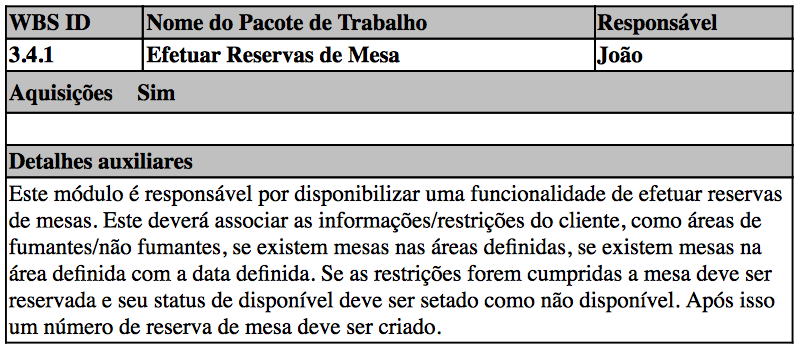 WBS ID Nome do Pacote de Trabalho Responsável
3.4.1 Efetuar Reservas de Mesa João
Aquisições Sim
Detalhes auxiliares
Este módulo é responsável por disponibilizar uma funcionalidade de efetuar reservas
de mesas. Este deverá associar as informações/restrições do cliente, como áreas de
fumantes/não fumantes, se existem mesas nas áreas definidas, se existem mesas na
área definida com a data definida. Se as restrições forem cumpridas a mesa deve ser
reservada e seu status de disponível deve ser setado como não disponível. Após isso
um número de reserva de mesa deve ser criado.